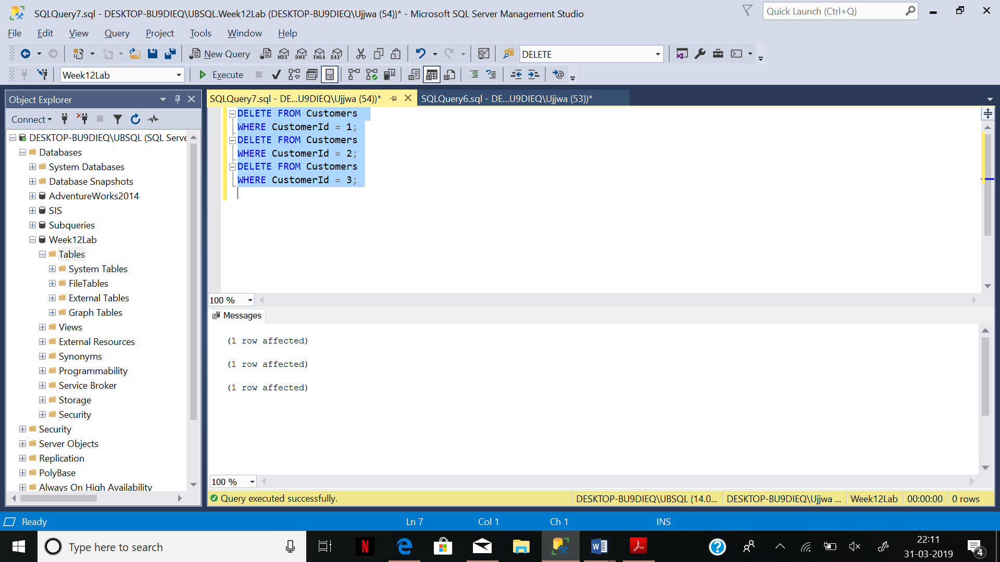 SQLQuery7.sql - DESKTOP-BU9DIEQ\UBSQL.Week12Lab (DESKTOP-BU9DIEQ\Ujjwa (54))* - Microsoft SQL Server Management Studio
Quick Launch (Ctrl+Q)
File Edit View Query Project Tools Window Help
New Query MDX DMX XMLA DAX DELETE
Week12Lab Execute
Object Explorer
SQLQuery7.sql - DE...U9DIEQ\Ujjwa (54))* SQLQuery6.sql - DE...U9DIEQ\Ujjwa (53))*
Connect
DESKTOP-BU9DIEQ\UBSQL (SQL Serve
Databases
System Databases
Database Snapshots
AdventureWorks2014
SIS
Subqueries
Week12Lab
Tables
System Tables
FileTables
External Tables
Graph Tables
Views
External Resources
Synonyms
Programmability
Service Broker
Storage
Security
Security
Server Objects
Replication
PolyBase
Always On High Availability
DELETE FROM Customers
WHERE CustomerId = 1;
DELETE FROM Customers
WHERE CustomerId = 2;
DELETE FROM Customers
WHERE CustomerId = 3;
100 %
Messages
(1 row affected)
(1 row affected)
(1 row affected)
100 %
Query executed successfully. DESKTOP-BU9DIEQ\UBSQL (14.0... DESKTOP-BU9DIEQ\Ujjwa ... Week12Lab 00:00:00 0 rows
Ready Ln 7 Col 1 Ch 1 INS
Type here to search
22:11
31-03-2019
4